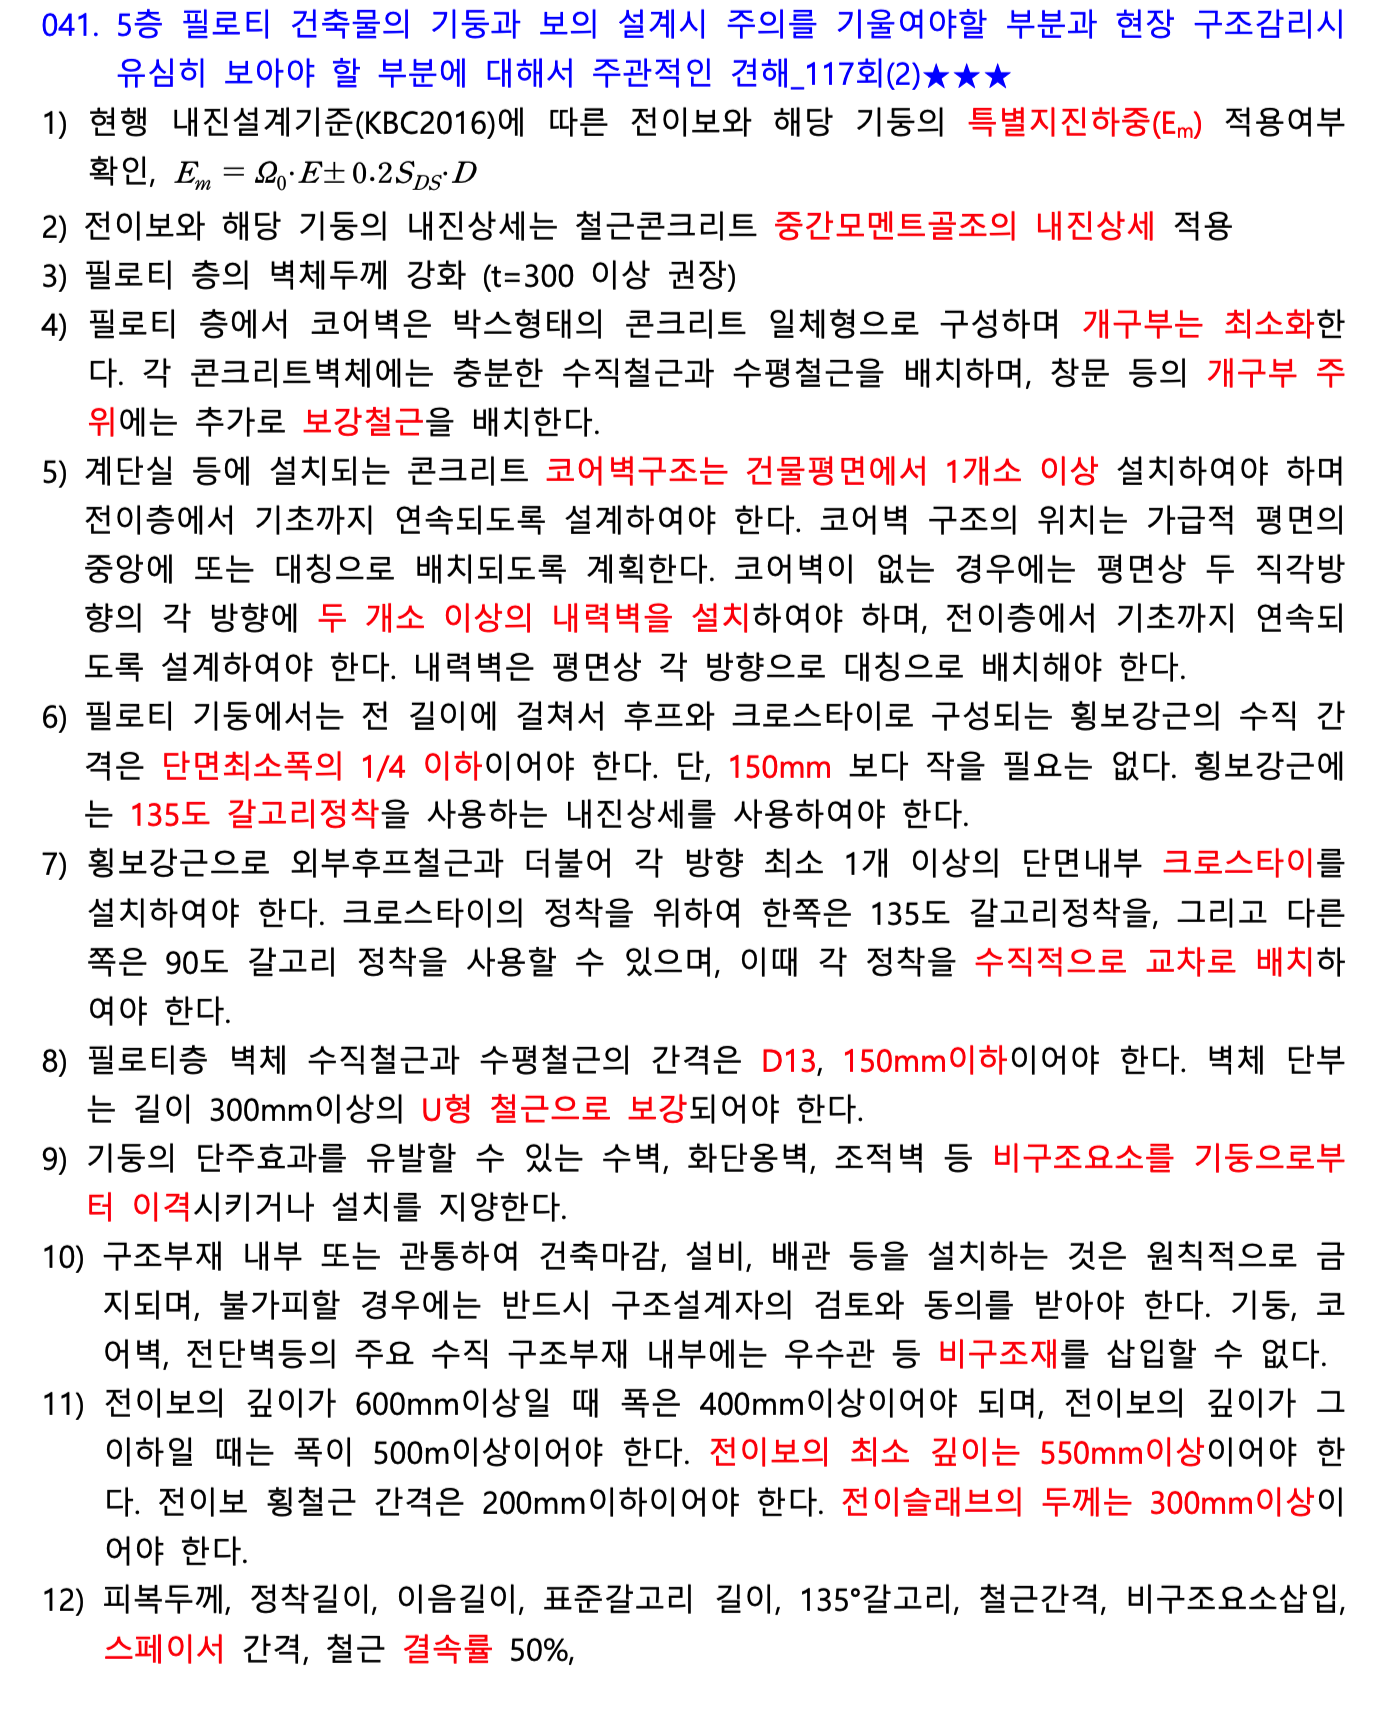 041. 5층 필로티 건축물의 기둥과 보의 설계시 주의를 기울여야할 부분과 현장 구조감리시
유심히 보아야 할 부분에 대해서 주관적인 견해_117회(2)★★★
1) 현행 내진설계기준(KBC2016)에 따른 전이보와 해당 기둥의 특별지진하중(Em) 적용여부
확인, Em = Ω0·E±0.2SDS·D
2) 전이보와 해당 기둥의 내진상세는 철근콘크리트 중간모멘트골조의 내진상세 적용
3) 필로티 층의 벽체두께 강화 (t=300 이상 권장)
4) 필로티 층에서 코어벽은 박스형태의 콘크리트 일체형으로 구성하며 개구부는 최소화한
다. 각 콘크리트벽체에는 충분한 수직철근과 수평철근을 배치하며, 창문 등의 개구부 주
위에는 추가로 보강철근을 배치한다.
5) 계단실 등에 설치되는 콘크리트 코어벽구조는 건물평면에서 1개소 이상 설치하여야 하며
전이층에서 기초까지 연속되도록 설계하여야 한다. 코어벽 구조의 위치는 가급적 평면의
중앙에 또는 대칭으로 배치되도록 계획한다. 코어벽이 없는 경우에는 평면상 두 직각방
향의 각 방향에 두 개소 이상의 내력벽을 설치하여야 하며, 전이층에서 기초까지 연속되
도록 설계하여야 한다. 내력벽은 평면상 각 방향으로 대칭으로 배치해야 한다.
6) 필로티 기둥에서는 전 길이에 걸쳐서 후프와 크로스타이로 구성되는 횡보강근의 수직 간
격은 단면최소폭의 1/4 이하이어야 한다. 단, 150mm 보다 작을 필요는 없다. 횡보강근에
는 135도 갈고리정착을 사용하는 내진상세를 사용하여야 한다.
7) 횡보강근으로 외부후프철근과 더불어 각 방향 최소 1개 이상의 단면내부 크로스타이를
설치하여야 한다. 크로스타이의 정착을 위하여 한쪽은 135도 갈고리정착을, 그리고 다른
쪽은 90도 갈고리 정착을 사용할 수 있으며, 이때 각 정착을 수직적으로 교차로 배치하
여야 한다.
8) 필로티층 벽체 수직철근과 수평철근의 간격은 D13, 150mm이하이어야 한다. 벽체 단부
는 길이 300mm이상의 U형 철근으로 보강되어야 한다.
9) 기둥의 단주효과를 유발할 수 있는 수벽, 화단옹벽, 조적벽 등 비구조요소를 기둥으로부
터 이격시키거나 설치를 지양한다.
10) 구조부재 내부 또는 관통하여 건축마감, 설비, 배관 등을 설치하는 것은 원칙적으로 금
지되며, 불가피할 경우에는 반드시 구조설계자의 검토와 동의를 받아야 한다. 기둥, 코
어벽, 전단벽등의 주요 수직 구조부재 내부에는 우수관 등 비구조재를 삽입할 수 없다.
11) 전이보의 깊이가 600mm이상일 때 폭은 400mm이상이어야 되며, 전이보의 깊이가 그
이하일 때는 폭이 500m이상이어야 한다. 전이보의 최소 깊이는 550mm이상이어야 한
다. 전이보 횡철근 간격은 200mm이하이어야 한다. 전이슬래브의 두께는 300mm이상이
어야 한다.
12) 피복두께, 정착길이, 이음길이, 표준갈고리 길이, 135°갈고리, 철근간격, 비구조요소삽입,
스페이서 간격, 철근 결속률 50%,